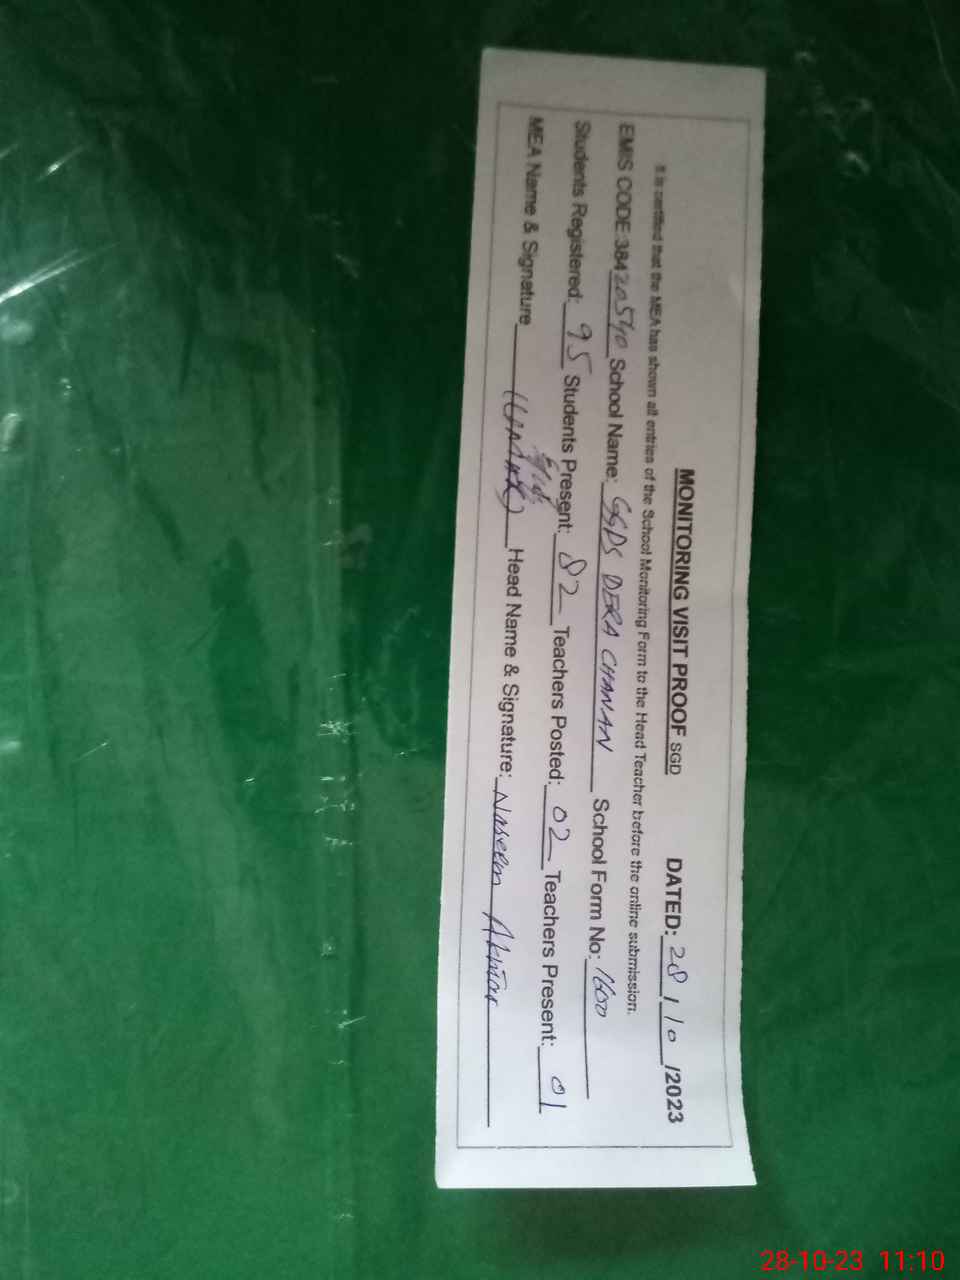 MONITORING VISIT PROOF SGD DATED: 28/10/2023
It is certified that the MEA has shown all entries of the School Monitoring Form to the Head Teacher before the online submission.
EMIS CODE:38420540 School Name: GGPS DERA CHANAN School Form No: 1600
Students Registered: 95 Students Present: 82 Teachers Posted: 02 Teachers Present: 01
MEA Name & Signature Head Name & Signature: Naseem Akhtar
28-10-23 11:10